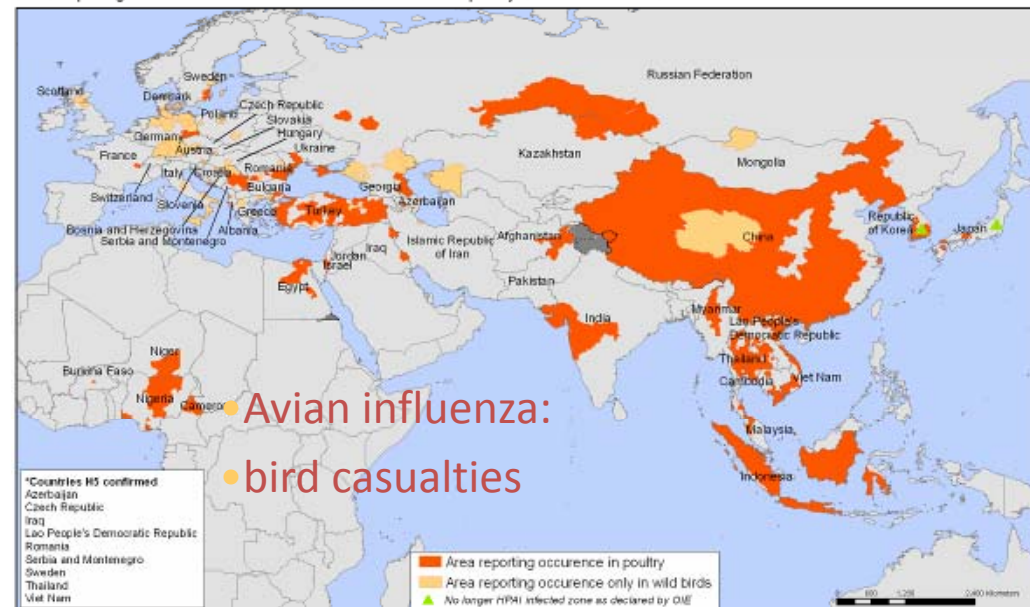 Scotland
Sweden
Denmark
Russian Federation
Poland
Czech Republic
Slovakia
Hungary
Ukraine
Germany
Austria
France
Italy
Croatia
Romania
Kazakhstan
Mongolia
Switzerland
Slovenia
Bulgaria
Georgia
Azerbaijan
Greece
Turkey
Bosnia and Herzegovina
Serbia and Montenegro
Albania
Iraq
Jordan
Israel
Islamic Republic
of Iran
Afghanistan
China
Republic
of Korea
Japan
Egypt
Pakistan
India
Myanmar
Lao People's
Democratic Republic
Thailand
Cambodia
Viet Nam
Niger
Burkina Faso
Nigeria
Cameroon
Malaysia,
Indonesia
•Avian influenza:
•bird casualties
*Countries H5 confirmed
Azerbaijan
Czech Republic
Iraq
Lao People's Democratic Republic
Romania
Serbia and Montenegro
Sweden
Thailand
Viet Nam
Area reporting occurence in poultry
Area reporting occurence only in wild birds
No longer HPAI infected zone as declared by OIE